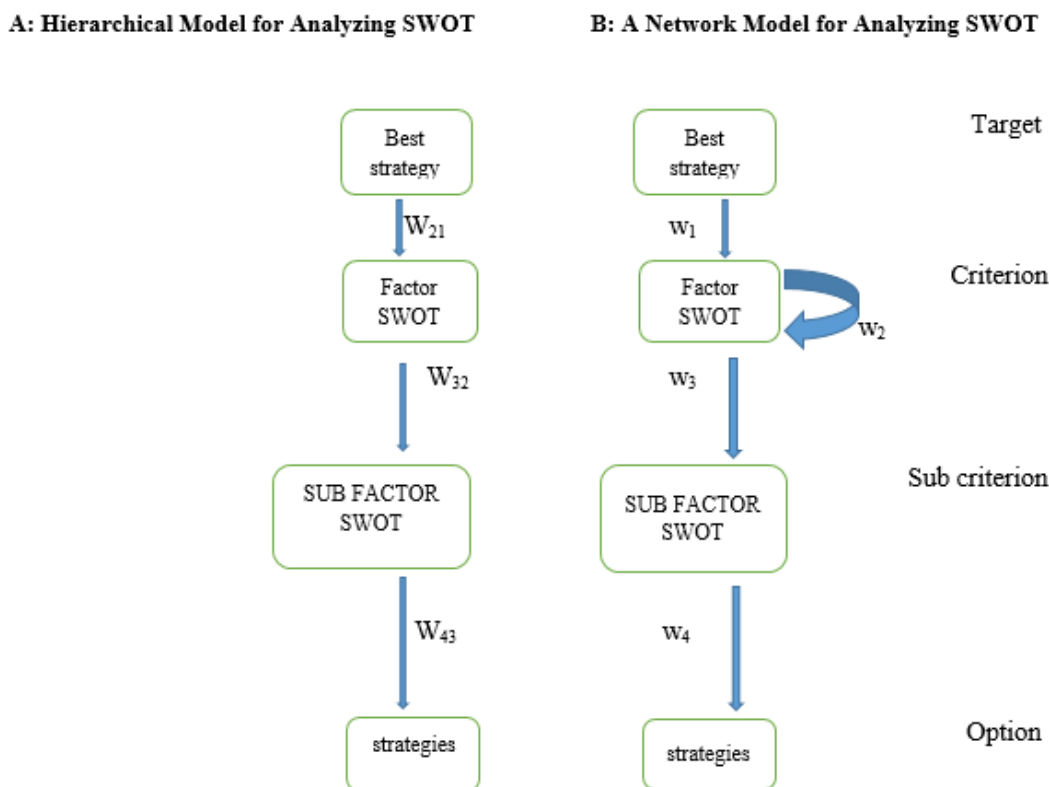 A: Hierarchical Model for Analyzing SWOT
B: A Network Model for Analyzing SWOT
Best
strategy
Best
strategy
Target
W21
w1
Factor
SWOT
Factor
SWOT
w2
Criterion
W32
w3
SUB FACTOR
SWOT
SUB FACTOR
SWOT
Sub criterion
W43
w4
strategies
strategies
Option